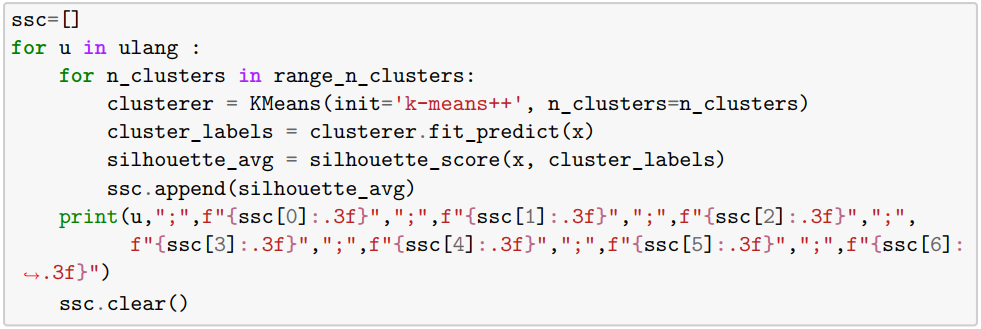 ssc=[]
for u in ulang :
    for n_clusters in range_n_clusters:
        clusterer = KMeans(init='k-means++', n_clusters=n_clusters)
        cluster_labels = clusterer.fit_predict(x)
        silhouette_avg = silhouette_score(x, cluster_labels)
        ssc.append(silhouette_avg)
    print(u,";",f"{ssc[0]:.3f}",";",f"{ssc[1]:.3f}",";",f"{ssc[2]:.3f}",";",
          f"{ssc[3]:.3f}",";",f"{ssc[4]:.3f}",";",f"{ssc[5]:.3f}",";",f"{ssc[6]:
↪.3f}")
    ssc.clear()